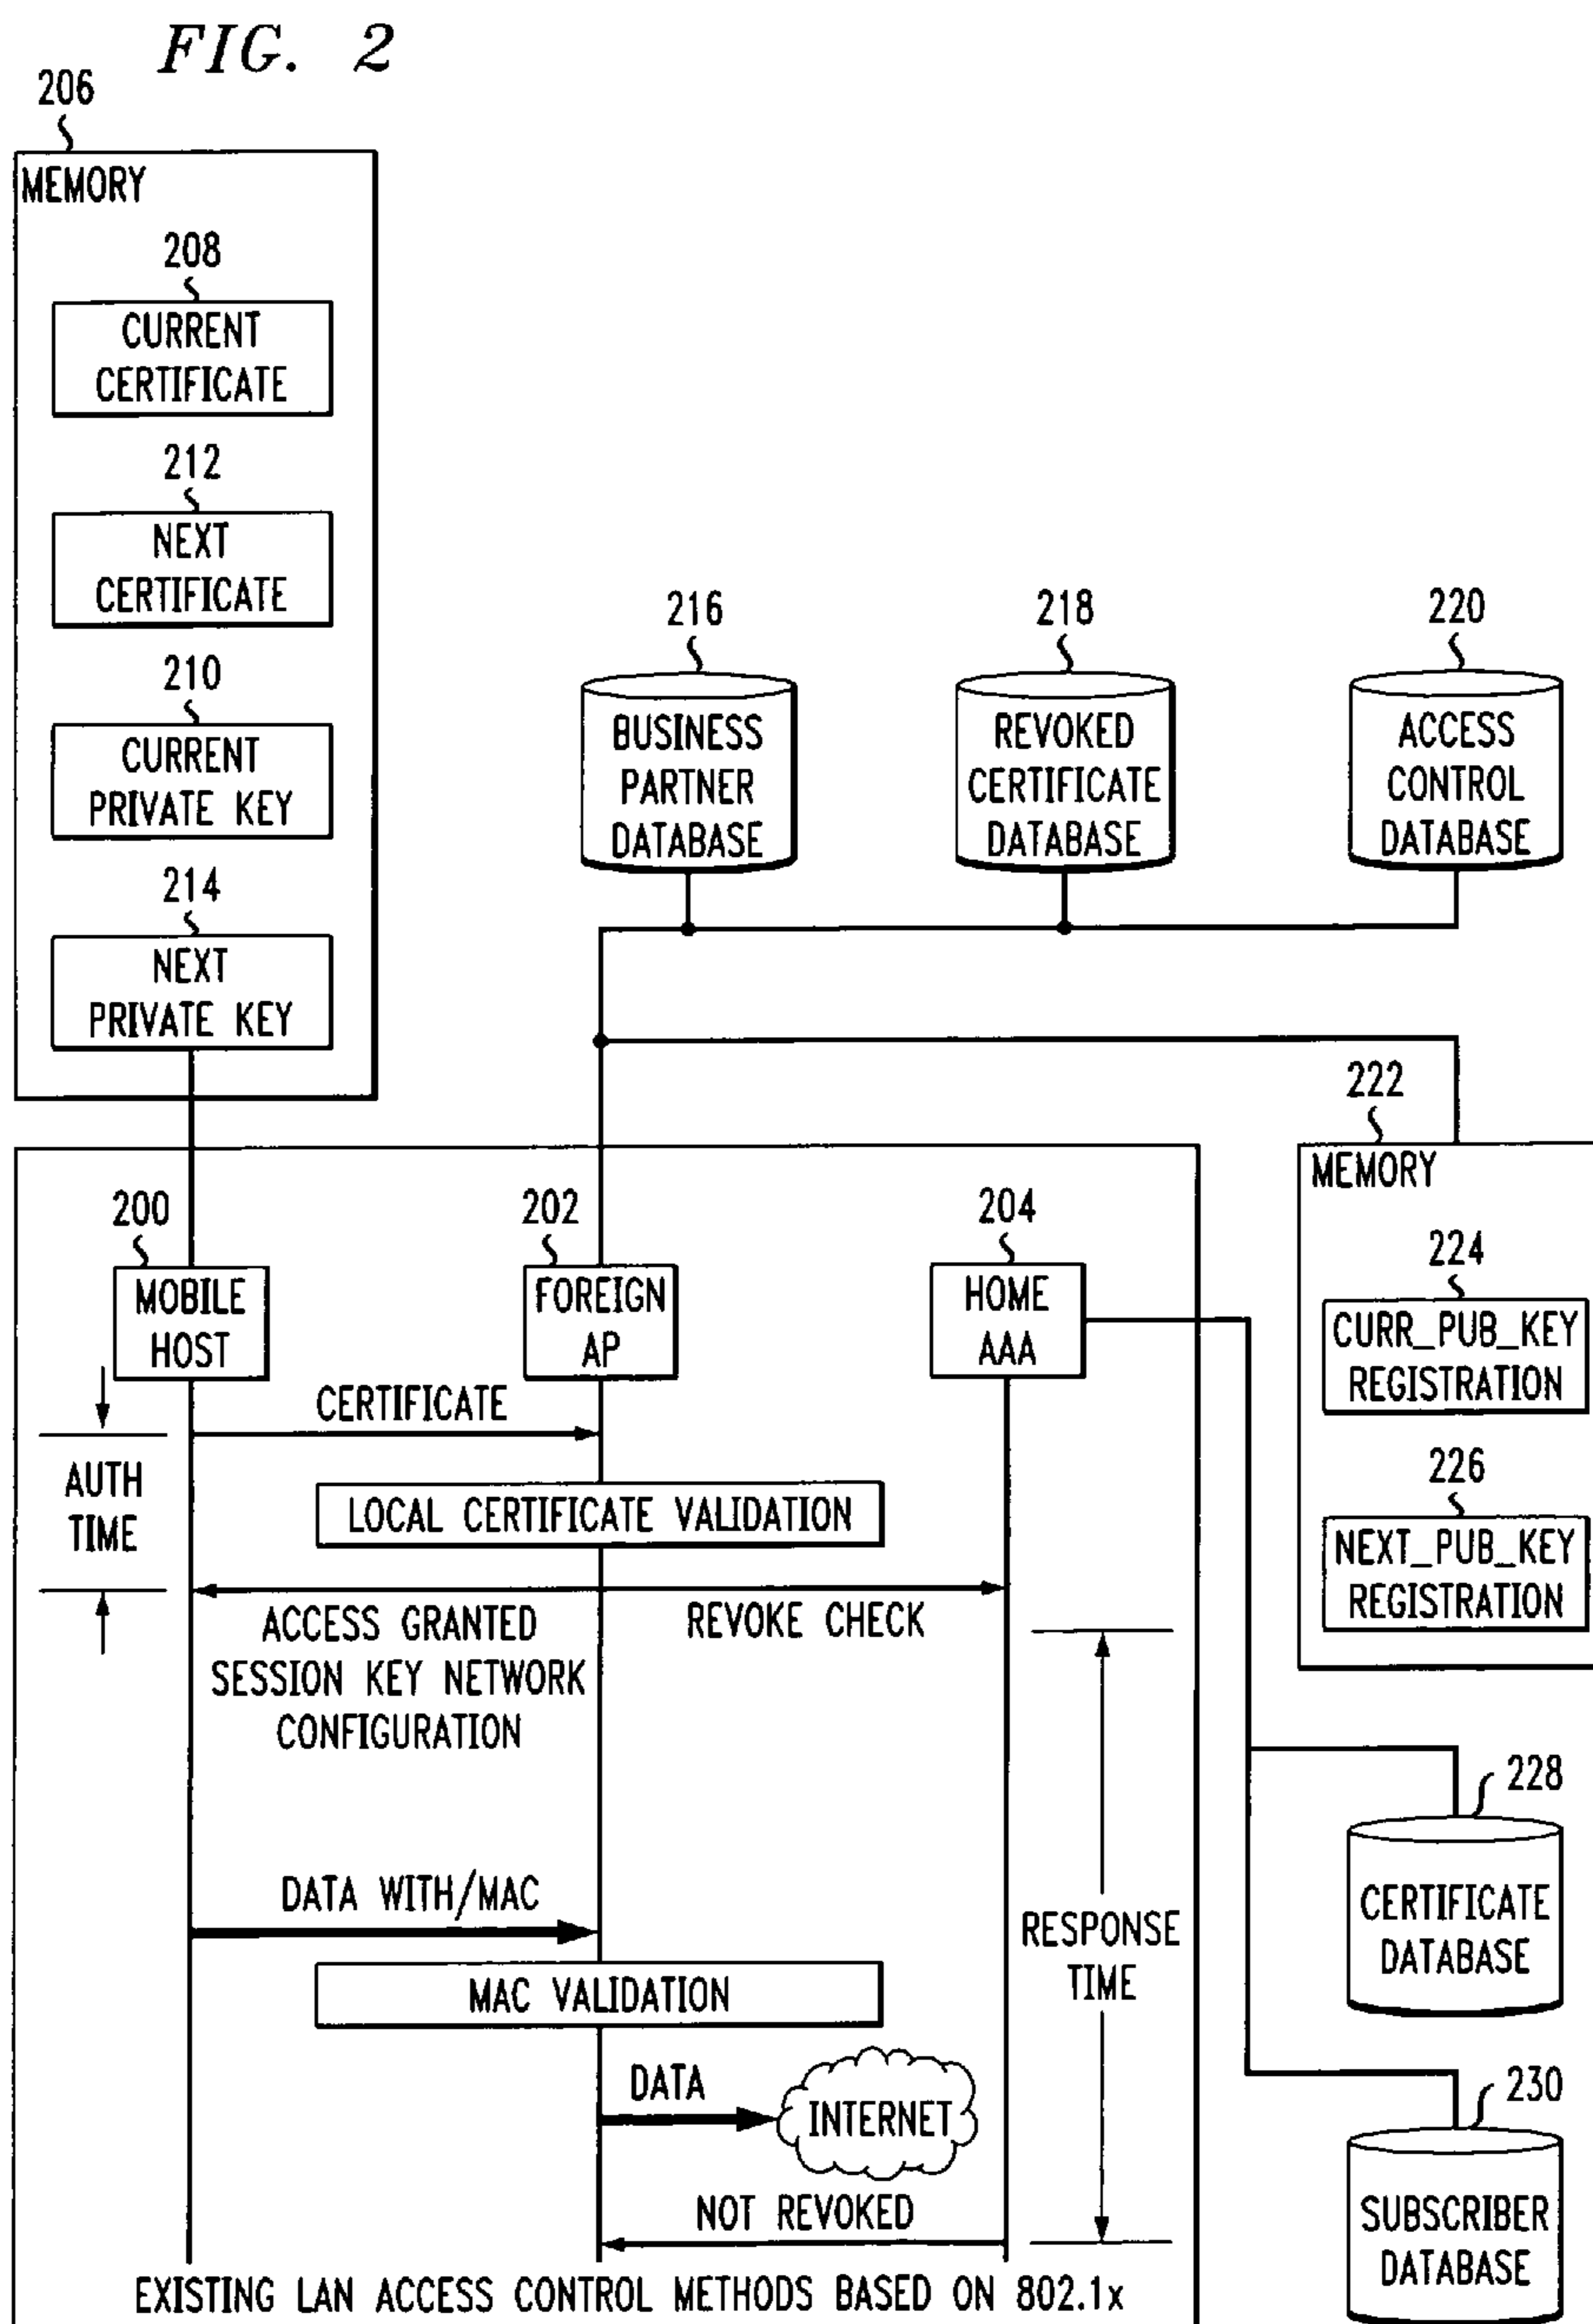 FIG. 2
206
MEMORY
208
CURRENT
CERTIFICATE
212
NEXT
CERTIFICATE
210
CURRENT
PRIVATE KEY
214
NEXT
PRIVATE KEY
216
BUSINESS
PARTNER
DATABASE
218
REVOKED
CERTIFICATE
DATABASE
220
ACCESS
CONTROL
DATABASE
222
MEMORY
224
CURR_PUB_KEY
REGISTRATION
226
NEXT_PUB_KEY
REGISTRATION
200
MOBILE
HOST
202
FOREIGN
AP
204
HOME
AAA
CERTIFICATE
AUTH
TIME
LOCAL CERTIFICATE VALIDATION
ACCESS GRANTED
SESSION KEY NETWORK
CONFIGURATION
REVOKE CHECK
DATA WITH/MAC
RESPONSE
TIME
MAC VALIDATION
DATA
INTERNET
NOT REVOKED
228
CERTIFICATE
DATABASE
230
SUBSCRIBER
DATABASE
EXISTING LAN ACCESS CONTROL METHODS BASED ON 802.1x